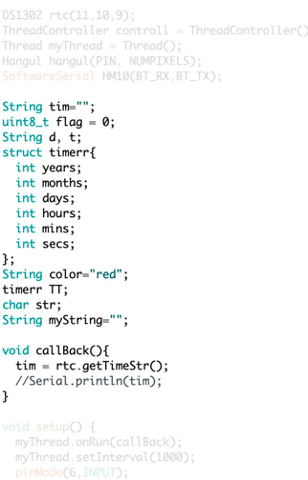 DS1302 rtc(11,10,9);
ThreadController controll = ThreadController()
Thread myThread = Thread();
Hangul hangul(PIN, NUMPIXELS);
SoftwareSerial HM10(BT_RX,BT_TX);
String tim="";
uint8_t flag = 0;
String d, t;
struct timerr{
  int years;
  int months;
  int days;
  int hours;
  int mins;
  int secs;
};
String color="red";
timerr TT;
char str;
String myString="";
void callBack(){
  tim = rtc.getTimeStr();
  //Serial.println(tim);
}
void setup() {
  myThread.onRun(callBack);
  myThread.setInterval(1000);
  pinMode(6,INPUT);